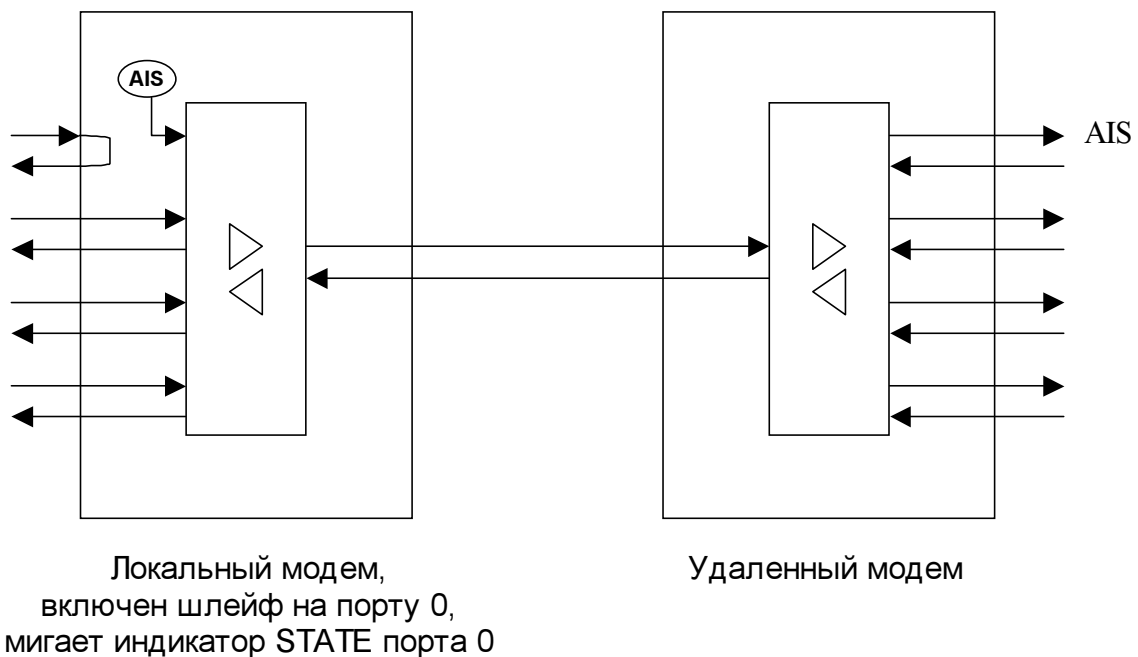 AIS
AIS
Локальный модем,
включен шлейф на порту 0,
мигает индикатор STATE порта 0
Удаленный модем